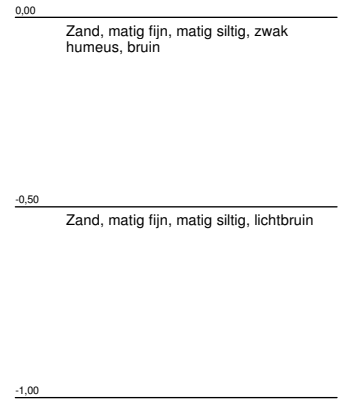 0,00
Zand, matig fijn, matig siltig, zwak
humeus, bruin
-0,50
Zand, matig fijn, matig siltig, lichtbruin
-1,00